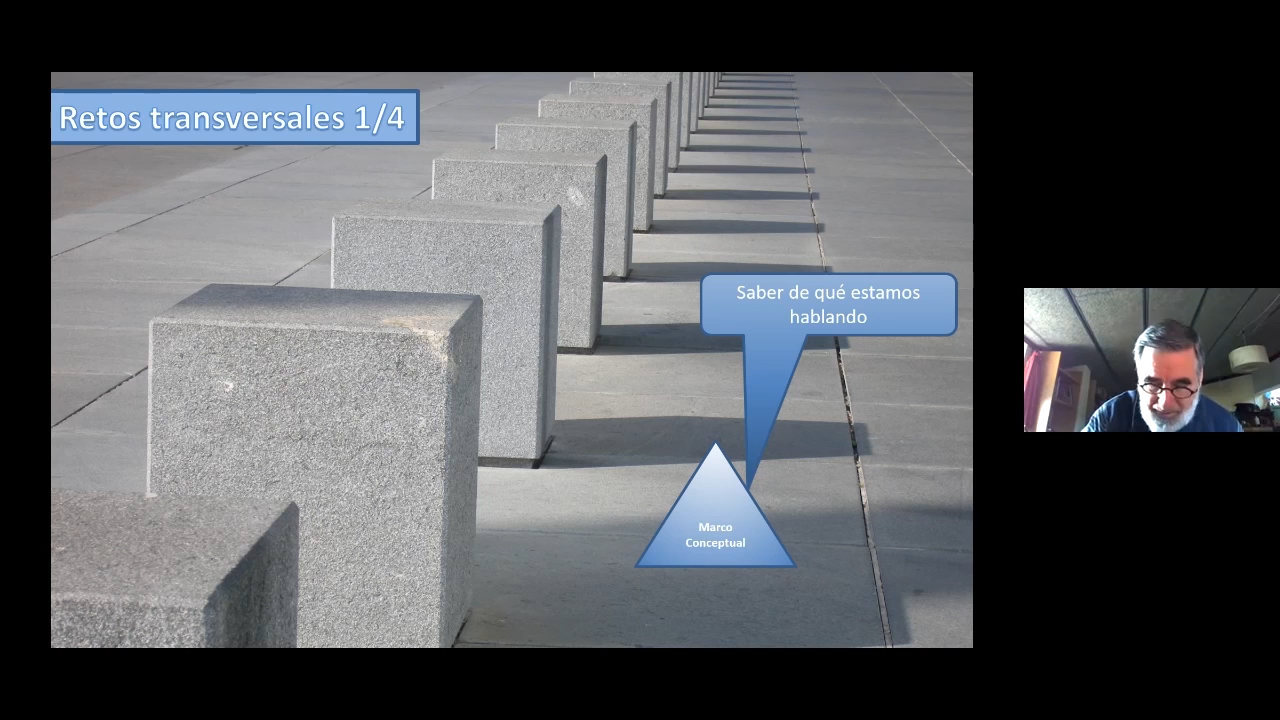 Retos transversales 1/4
Saber de qué estamos
hablando
Marco
Conceptual